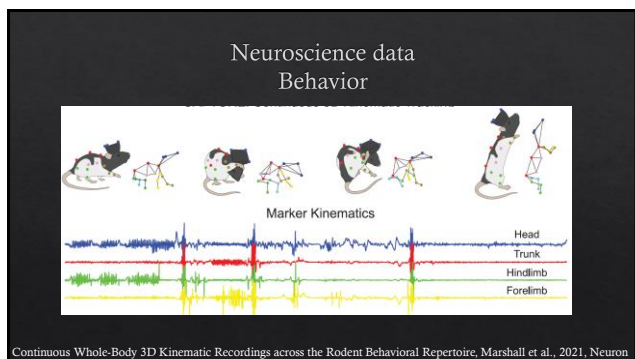 Neuroscience data
Behavior
Marker Kinematics
Head
Trunk
Hindlimb
Forelimb
Continuous Whole-Body 3D Kinematic Recordings across the Rodent Behavioral Repertoire, Marshall et al., 2021, Neuron